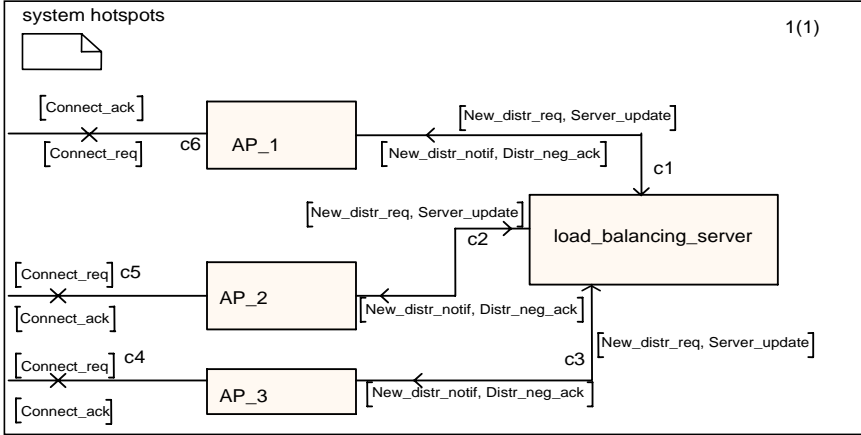 system hotspots
1(1)
[Connect_ack]
[New_distr_req, Server_update]
c6
AP_1
[Connect_req]
[New_distr_notif, Distr_neg_ack]
c1
[New_distr_req, Server_update]
c2
load_balancing_server
[Connect_req] c5
AP_2
[Connect_ack]
[New_distr_notif, Distr_neg_ack]
[New_distr_req, Server_update]
[Connect_req] c4
c3
AP_3
[New_distr_notif, Distr_neg_ack]
[Connect_ack]